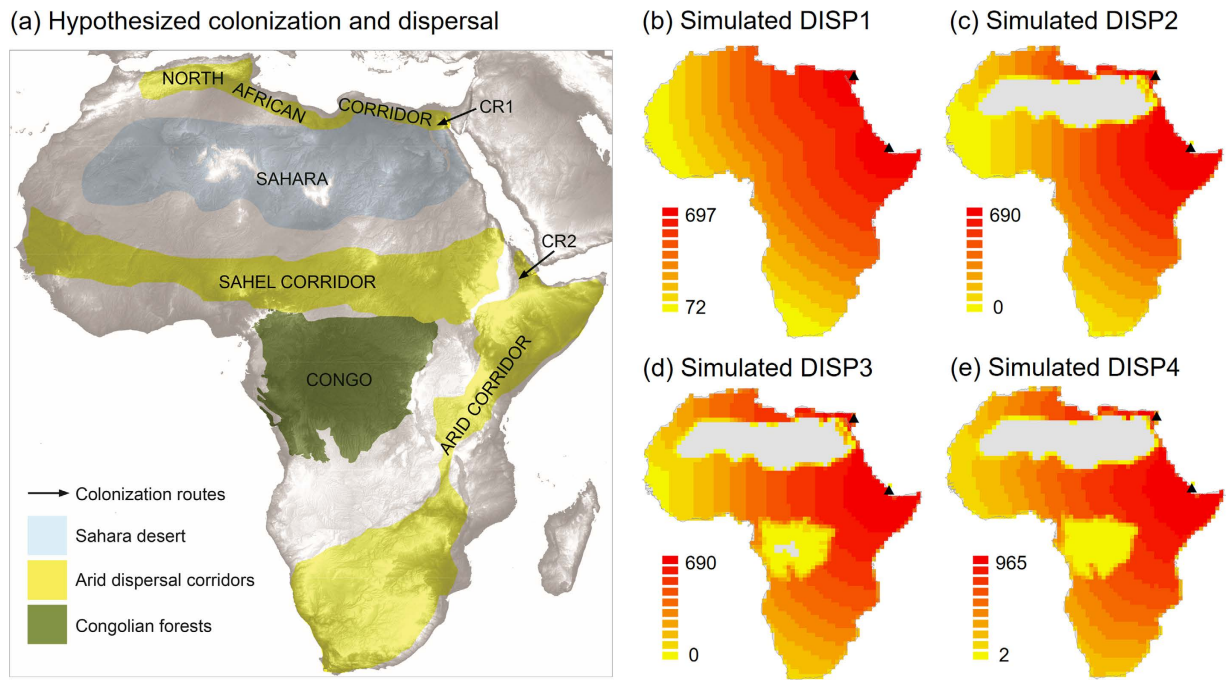 (a) Hypothesized colonization and dispersal
NORTH
AFRICAN
CORRIDOR
CR1
SAHARA
CR2
SAHEL CORRIDOR
CONGO
ARID CORRIDOR
Colonization routes
Sahara desert
Arid dispersal corridors
Congolian forests
(b) Simulated DISP1
697
72
(c) Simulated DISP2
690
0
(d) Simulated DISP3
690
0
(e) Simulated DISP4
965
2